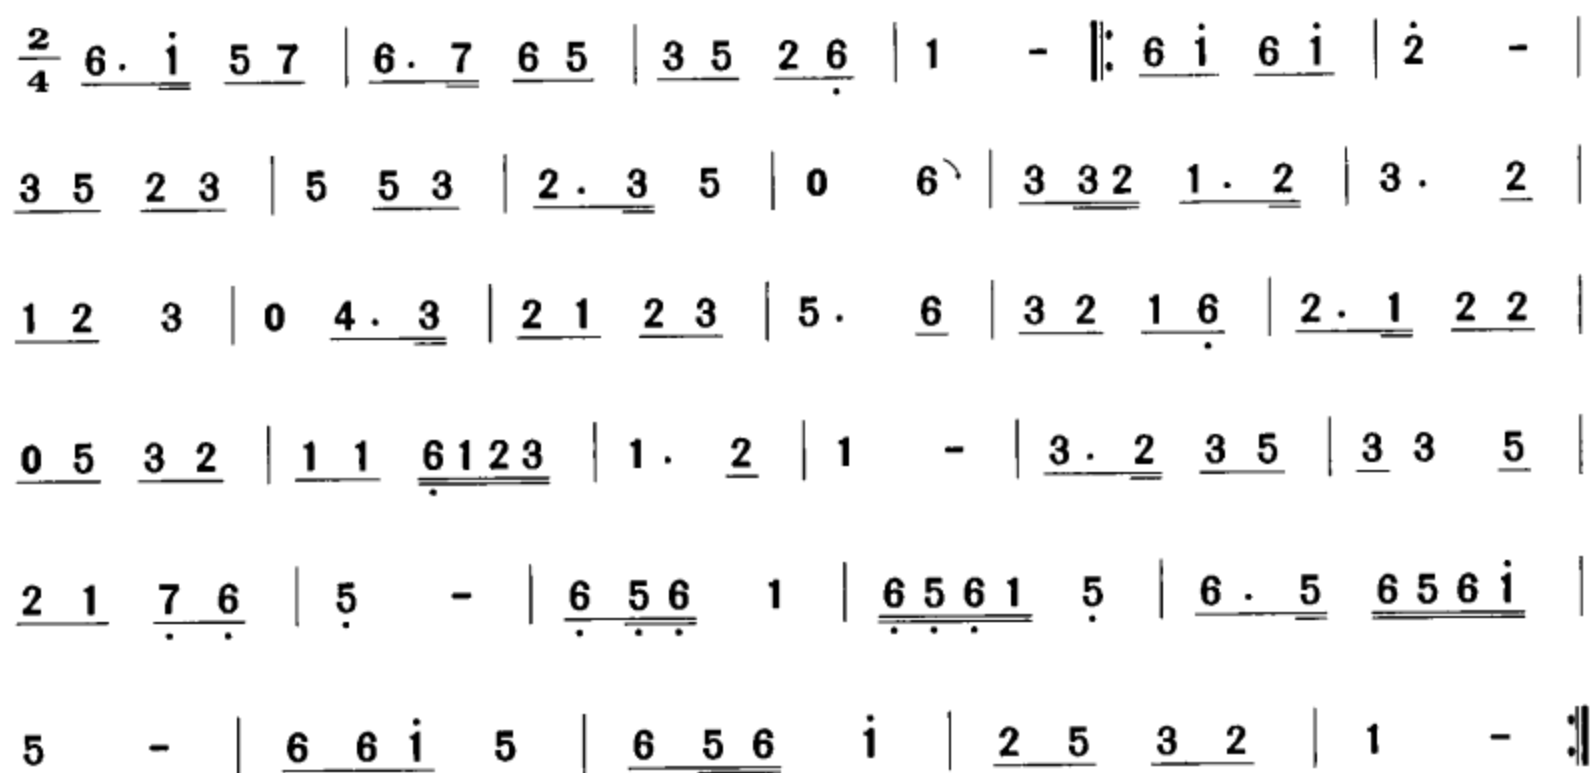 2/4 6. i̇ 5 7 | 6. 7 6 5 | 3 5 2 6̣ | 1 - ‖: 6 i̇ 6 i̇ | 2̇ - |
3 5 2 3 | 5 5 3 | 2. 3 5 | 0 6 | 3 3 2 1. 2 | 3. 2 |
1 2 3 | 0 4. 3 | 2 1 2 3 | 5. 6 | 3 2 1 6̣ | 2. 1 2 2 |
0 5 3 2 | 1 1 6̣ 1 2 3 | 1. 2 | 1 - | 3. 2 3 5 | 3 3 5 |
2 1 7̣ 6̣ | 5̣ - | 6̣ 5̣ 6̣ 1 | 6̣ 5̣ 6̣ 1 5̣ | 6. 5 6 5 6 i̇ |
5 - | 6 6 i̇ 5 | 6 5 6 i̇ | 2 5 3 2 | 1 - :‖